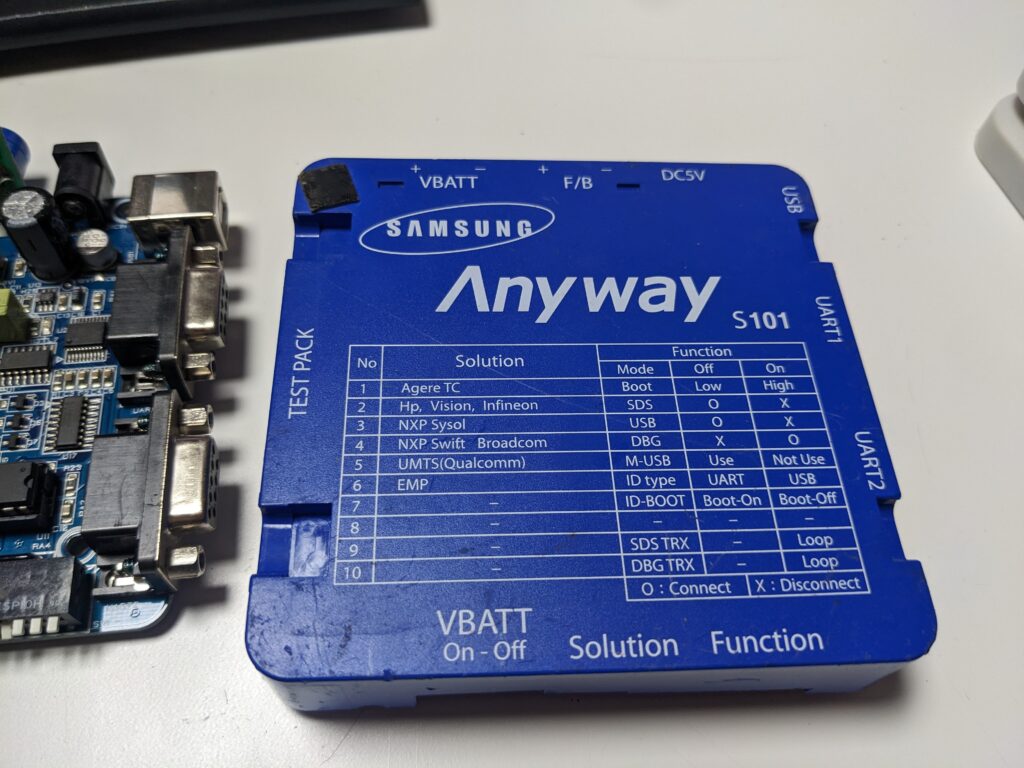 + VBATT -
+ F/B -
DC5V
USB
SAMSUNG
Anyway
S101
UART1
TEST PACK
UART2
No Solution Function
Mode Off On
1 Agere TC Boot Low High
2 Hp, Vision, Infineon SDS O X
3 NXP Sysol USB O X
4 NXP Swift Broadcom DBG X O
5 UMTS(Qualcomm) M-USB Use Not Use
6 EMP ID type UART USB
7 – ID-BOOT Boot-On Boot-Off
8 – – – –
9 – SDS TRX – Loop
10 – DBG TRX – Loop
O : Connect X : Disconnect
VBATT
On - Off
Solution
Function
RA4